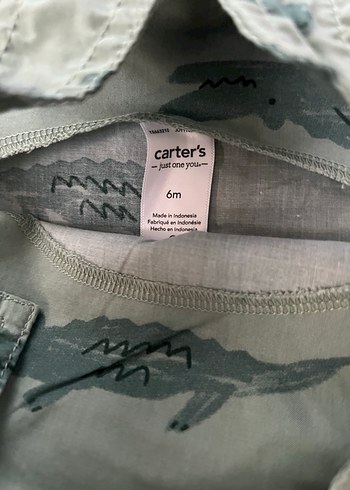 carter's
just one you®
6m
Made in Indonesia
Fabriqué en Indonésie
Hecho en Indonesia